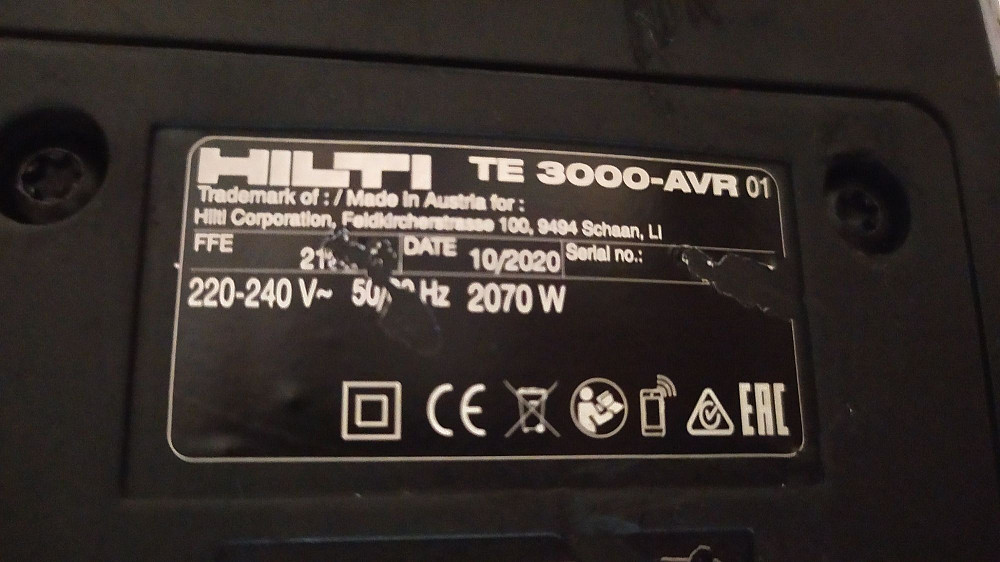 HILTI TE 3000-AVR 01
Trademark of : / Made in Austria for :
Hilti Corporation, Feldkircherstrasse 100, 9494 Schaan, LI
FFE DATE 10/2020 Serial no.:
220-240 V~ Hz 2070 W
CE EAC